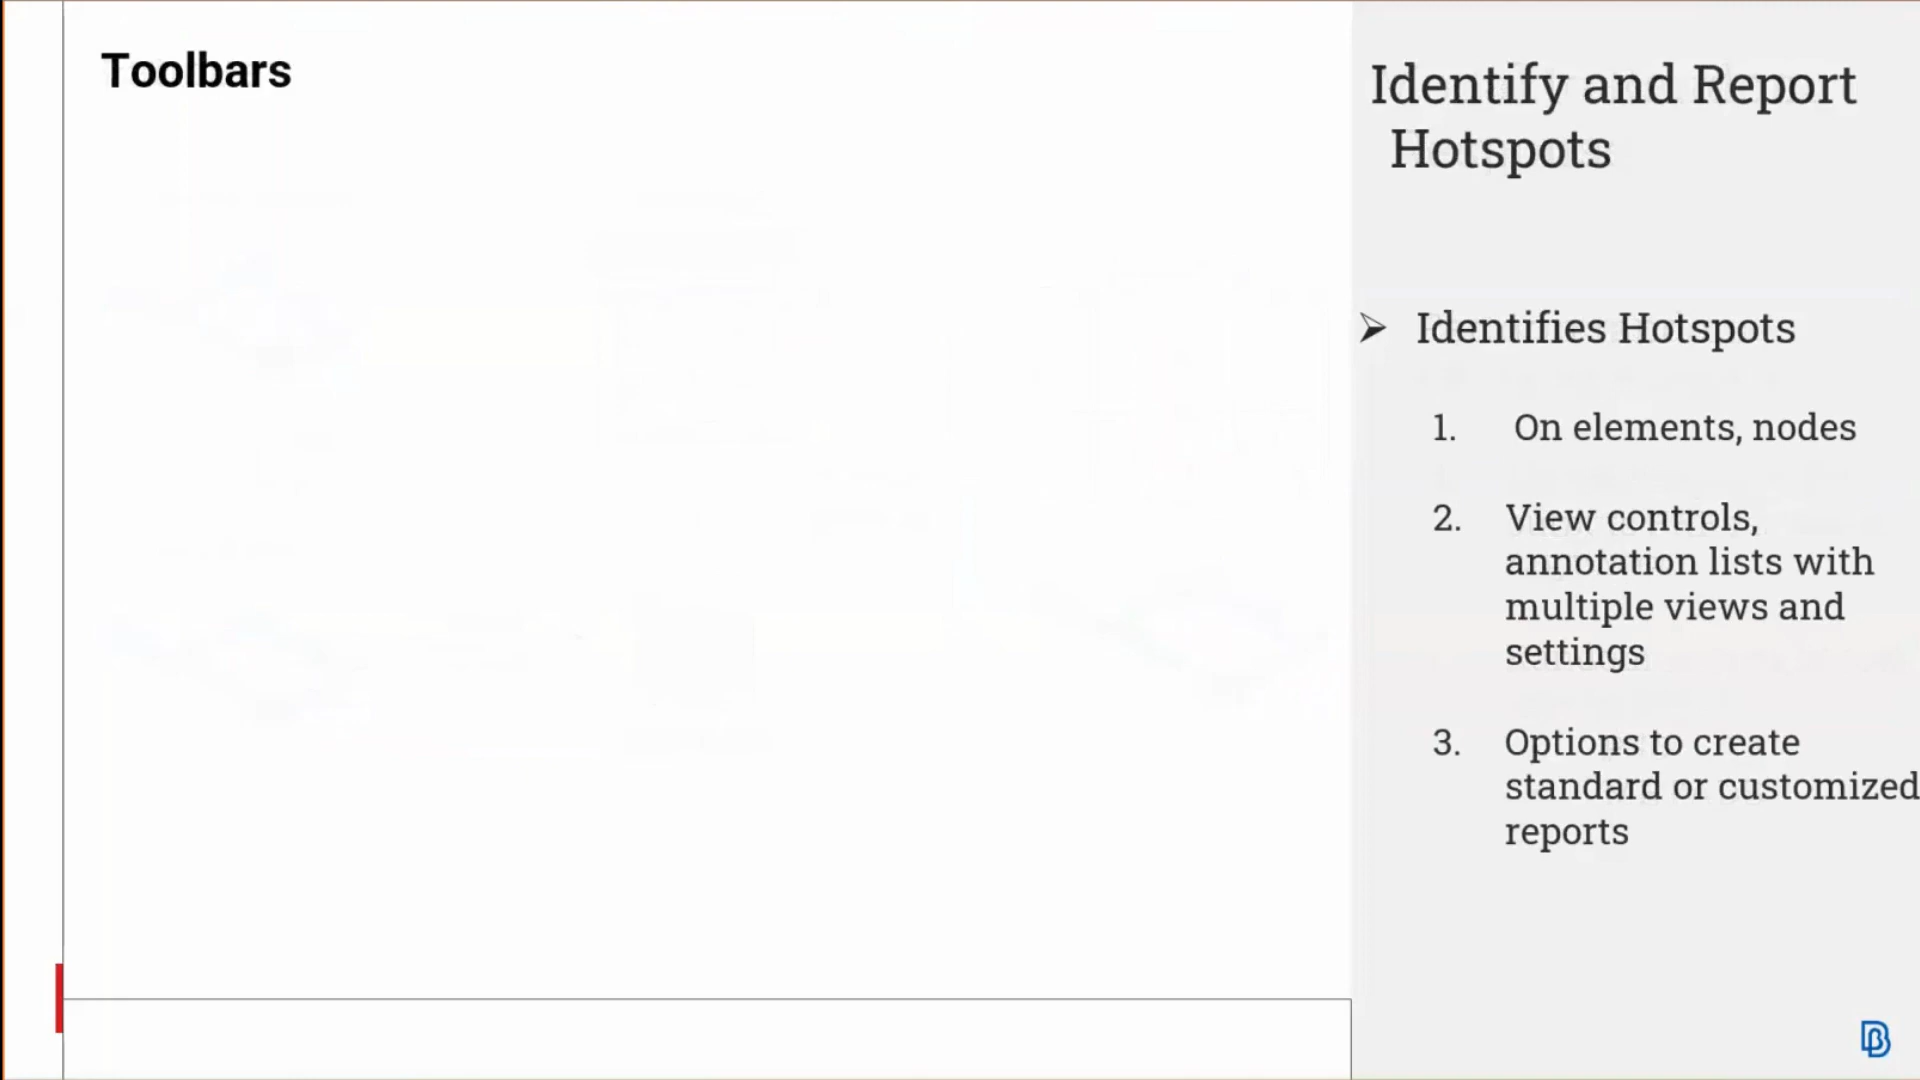 Toolbars
Identify and Report
Hotspots
➢ Identifies Hotspots
1. On elements, nodes
2. View controls,
annotation lists with
multiple views and
settings
3. Options to create
standard or customized
reports